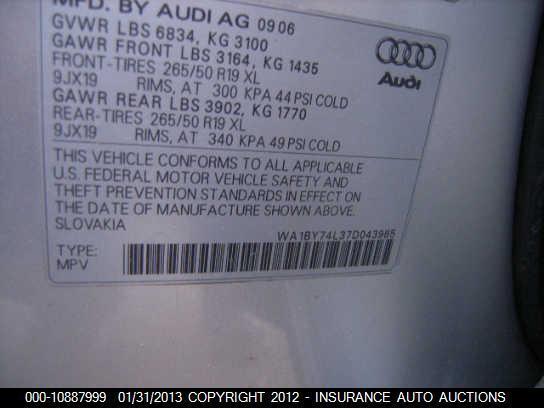 MFD. BY AUDI AG 09 06
GVWR LBS 6834, KG 3100
GAWR FRONT LBS 3164, KG 1435
FRONT-TIRES 265/50 R19 XL
9JX19 RIMS, AT 300 KPA 44 PSI COLD
GAWR REAR LBS 3902, KG 1770
REAR-TIRES 265/50 R19 XL
9JX19 RIMS, AT 340 KPA 49 PSI COLD
Audi
THIS VEHICLE CONFORMS TO ALL APPLICABLE
U.S. FEDERAL MOTOR VEHICLE SAFETY AND
THEFT PREVENTION STANDARDS IN EFFECT ON
THE DATE OF MANUFACTURE SHOWN ABOVE.
SLOVAKIA
WA1BY74L37D043965
TYPE:
MPV
000-10887999 01/31/2013 COPYRIGHT 2012 - INSURANCE AUTO AUCTIONS